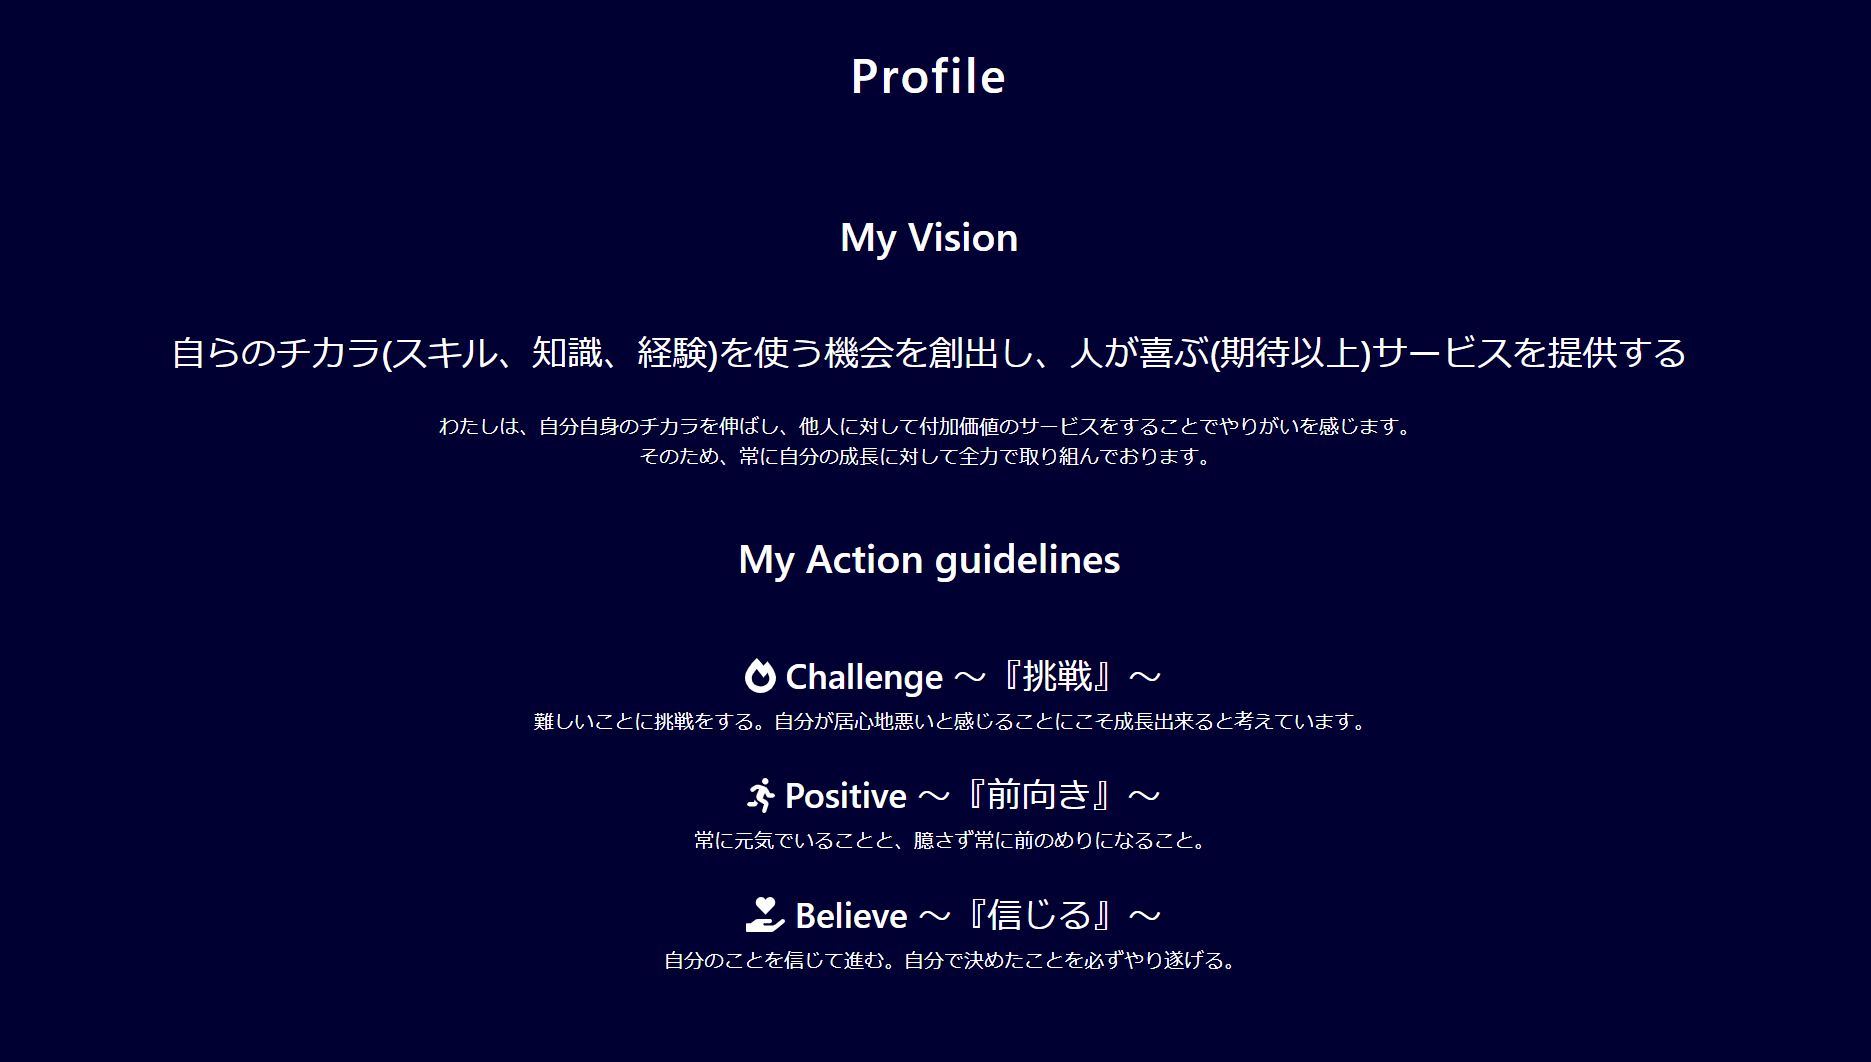 Profile
My Vision
自らのチカラ(スキル、知識、経験)を使う機会を創出し、人が喜ぶ(期待以上)サービスを提供する
わたしは、自分自身のチカラを伸ばし、他人に対して付加価値のサービスをすることでやりがいを感じます。
そのため、常に自分の成長に対して全力で取り組んでおります。
My Action guidelines
Challenge ～『挑戦』～
難しいことに挑戦をする。自分が居心地悪いと感じることにこそ成長出来ると考えています。
Positive ～『前向き』～
常に元気でいることと、臆さず常に前のめりになること。
Believe ～『信じる』～
自分のことを信じて進む。自分で決めたことを必ずやり遂げる。